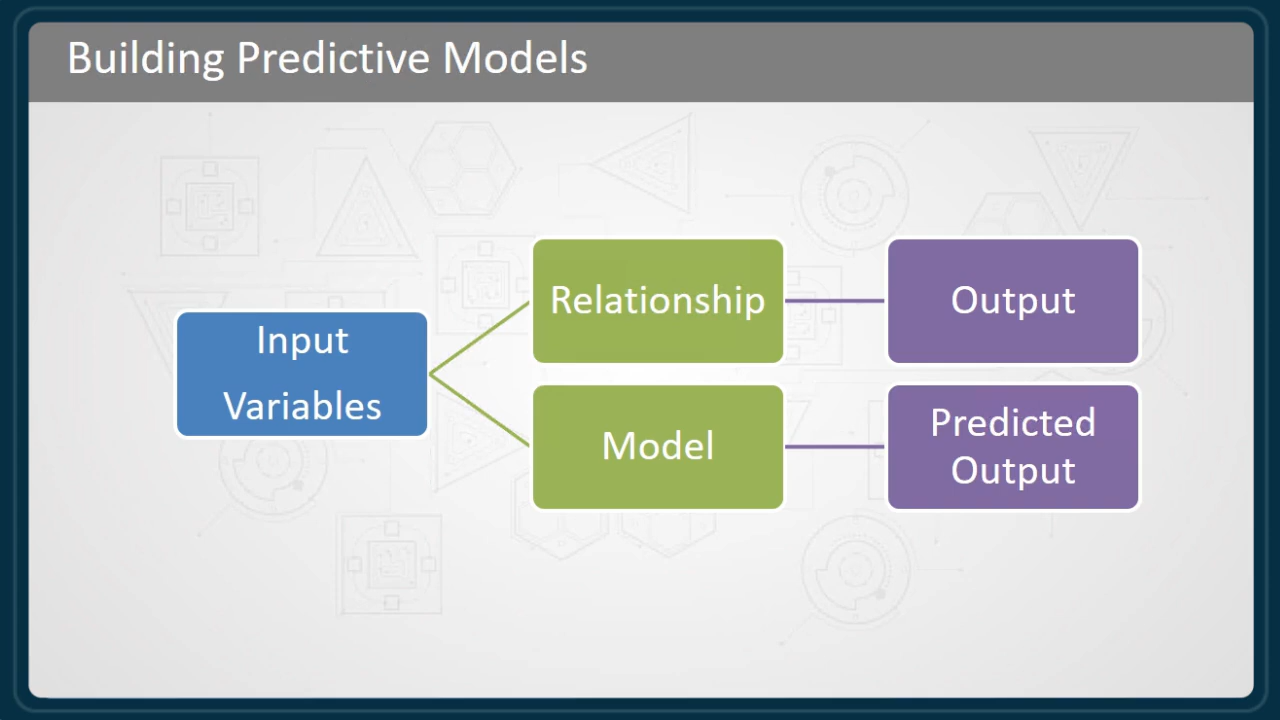 Building Predictive Models
Input
Variables
Relationship
Output
Model
Predicted
Output